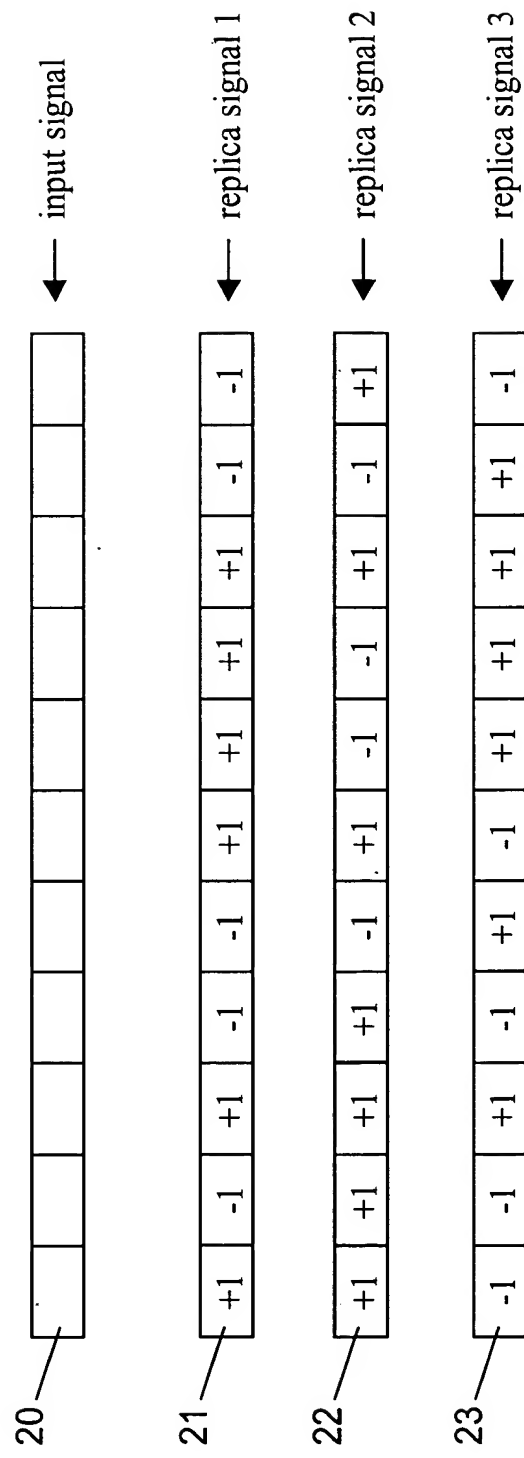 20 input signal
21 +1 -1 +1 -1 -1 +1 +1 +1 +1 -1 -1 replica signal 1
22 +1 +1 +1 +1 -1 +1 -1 -1 +1 -1 +1 replica signal 2
23 -1 -1 +1 -1 +1 -1 +1 +1 +1 +1 -1 replica signal 3